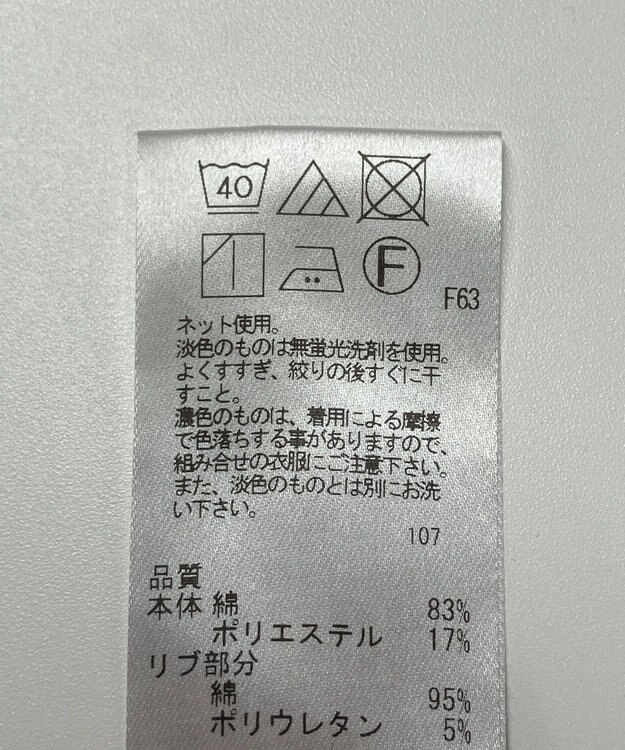 40
F
F63
ネット使用。
淡色のものは無蛍光洗剤を使用。
よくすすぎ、絞りの後すぐに干
すこと。
濃色のものは、着用による摩擦
で色落ちする事がありますので、
組み合せの衣服にご注意下さい。
また、淡色のものとは別にお洗
い下さい。
107
品質
本体 綿 83%
ポリエステル 17%
リブ部分
綿 95%
ポリウレタン 5%